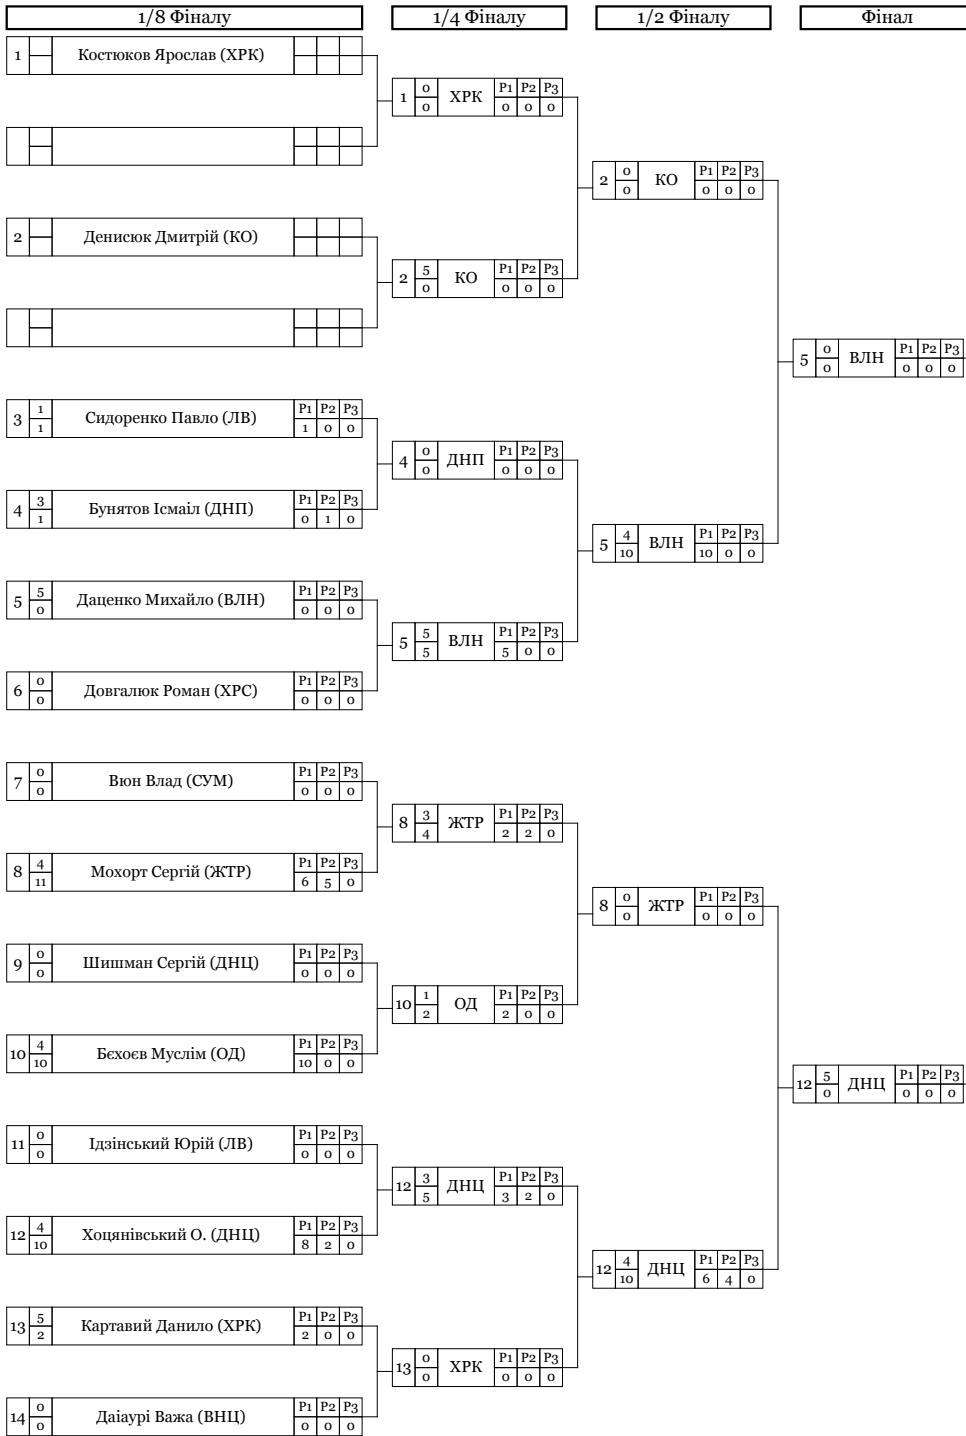 1/8 Фіналу
1/4 Фіналу
1/2 Фіналу
Фінал
1 Костюков Ярослав (ХРК)
2 Денисюк Дмитрій (КО)
3 1 Сидоренко Павло (ЛВ) P1 P2 P3
1 1 0 0
4 3 Бунятов Ісмаіл (ДНП) P1 P2 P3
1 0 1 0
5 5 Даценко Михайло (ВЛН) P1 P2 P3
0 0 0 0
6 0 Довгалюк Роман (ХРС) P1 P2 P3
0 0 0 0
7 0 Вюн Влад (СУМ) P1 P2 P3
0 0 0 0
8 4 Мохорт Сергій (ЖТР) P1 P2 P3
11 6 5 0
9 0 Шишман Сергій (ДНЦ) P1 P2 P3
0 0 0 0
10 4 Бєхоєв Муслім (ОД) P1 P2 P3
10 10 0 0
11 0 Ідзінський Юрій (ЛВ) P1 P2 P3
0 0 0 0
12 4 Хоцянівський О. (ДНЦ) P1 P2 P3
10 8 2 0
13 5 Картавий Данило (ХРК) P1 P2 P3
2 2 0 0
14 0 Даіаурі Важа (ВНЦ) P1 P2 P3
0 0 0 0
1 0 ХРК P1 P2 P3
0 0 0 0
2 5 КО P1 P2 P3
0 0 0 0
4 0 ДНП P1 P2 P3
0 0 0 0
5 5 ВЛН P1 P2 P3
5 5 0 0
8 3 ЖТР P1 P2 P3
4 2 2 0
10 1 ОД P1 P2 P3
2 2 0 0
12 3 ДНЦ P1 P2 P3
5 3 2 0
13 0 ХРК P1 P2 P3
0 0 0 0
2 0 КО P1 P2 P3
0 0 0 0
5 4 ВЛН P1 P2 P3
10 10 0 0
8 0 ЖТР P1 P2 P3
0 0 0 0
12 4 ДНЦ P1 P2 P3
10 6 4 0
5 0 ВЛН P1 P2 P3
0 0 0 0
12 5 ДНЦ P1 P2 P3
0 0 0 0